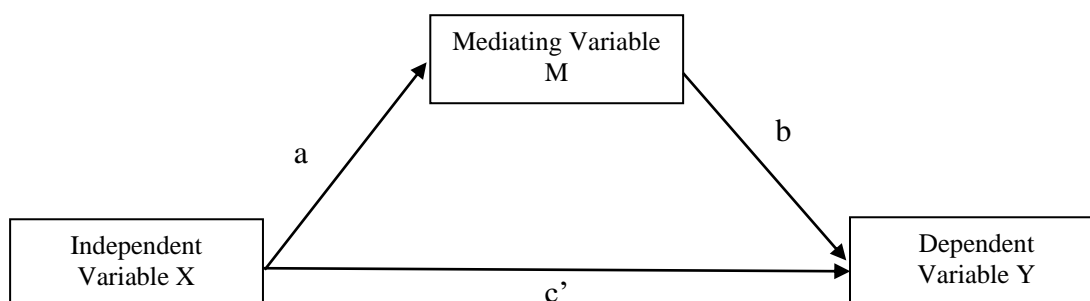 Mediating Variable
M
a
b
Independent
Variable X
Dependent
Variable Y
c’